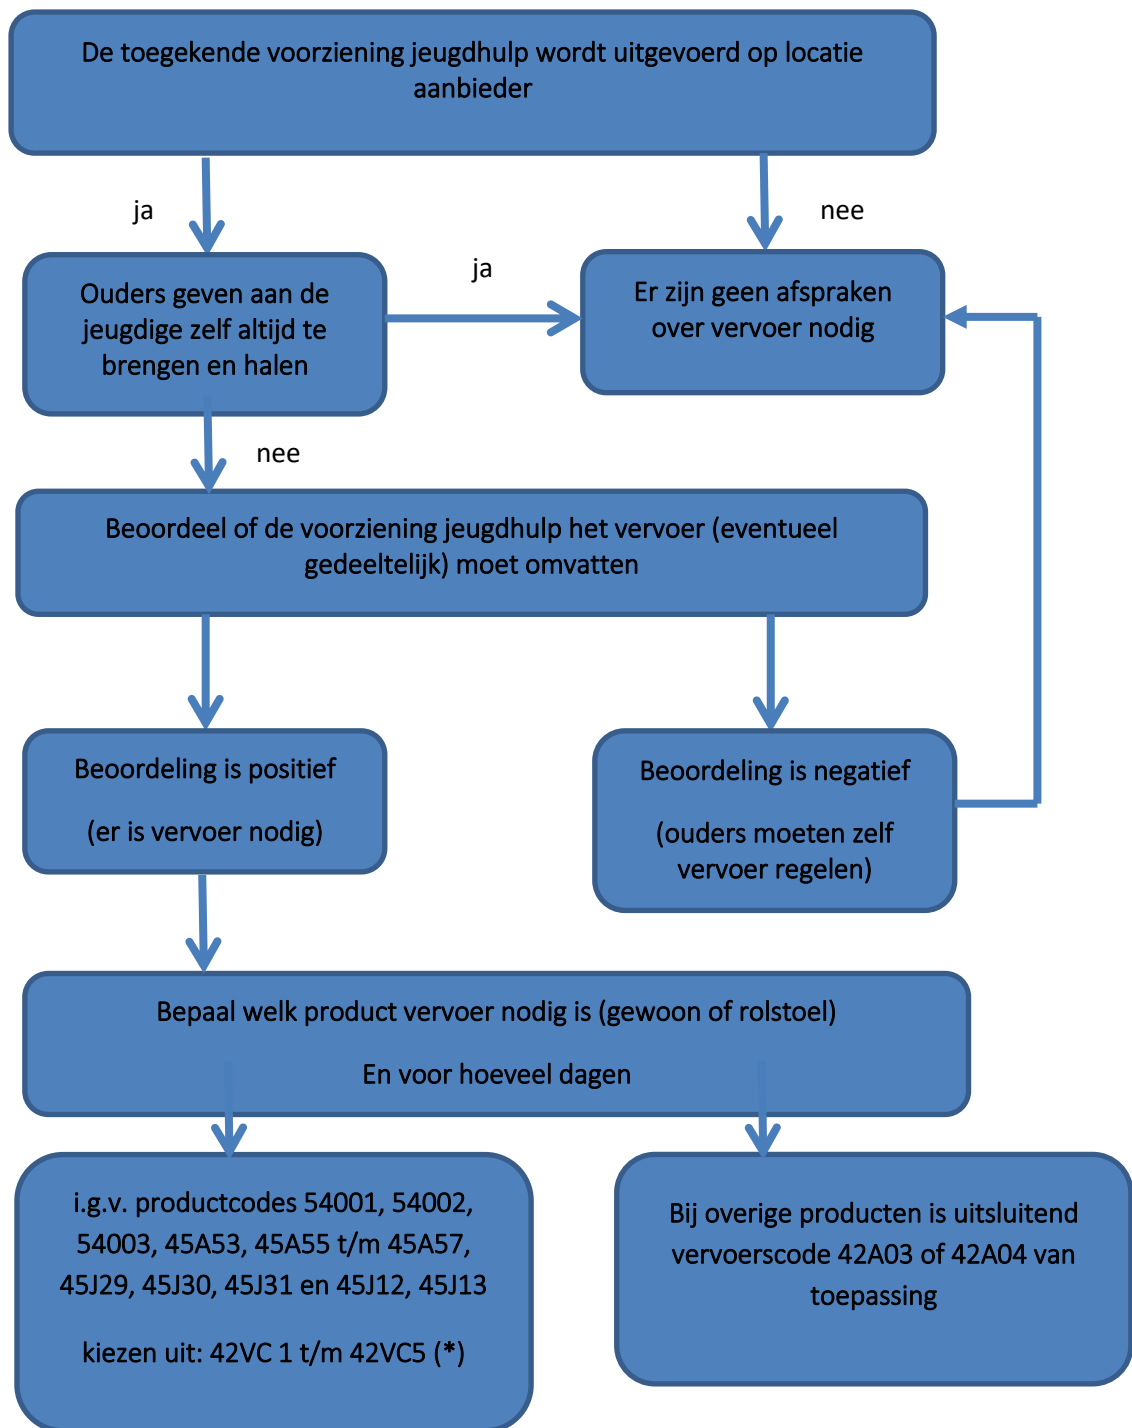 De toegekende voorziening jeugdhulp wordt uitgevoerd op locatie
aanbieder
ja
nee
Ouders geven aan de
jeugdige zelf altijd te
brengen en halen
ja
Er zijn geen afspraken
over vervoer nodig
nee
Beoordeel of de voorziening jeugdhulp het vervoer (eventueel
gedeeltelijk) moet omvatten
Beoordeling is positief
(er is vervoer nodig)
Beoordeling is negatief
(ouders moeten zelf
vervoer regelen)
Bepaal welk product vervoer nodig is (gewoon of rolstoel)
En voor hoeveel dagen
i.g.v. productcodes 54001, 54002,
54003, 45A53, 45A55 t/m 45A57,
45J29, 45J30, 45J31 en 45J12, 45J13
kiezen uit: 42VC 1 t/m 42VC5 (*)
Bij overige producten is uitsluitend
vervoerscode 42A03 of 42A04 van
toepassing